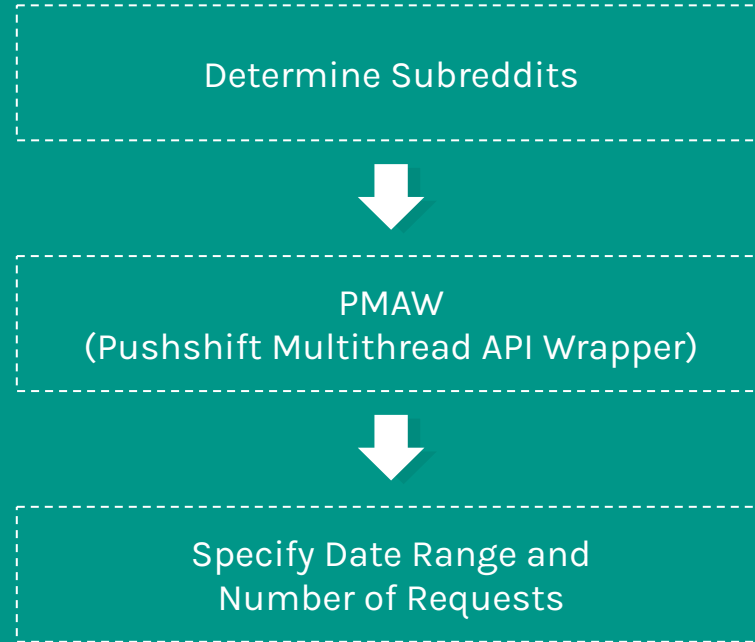 Determine Subreddits
PMAW
(Pushshift Multithread API Wrapper)
Specify Date Range and
Number of Requests